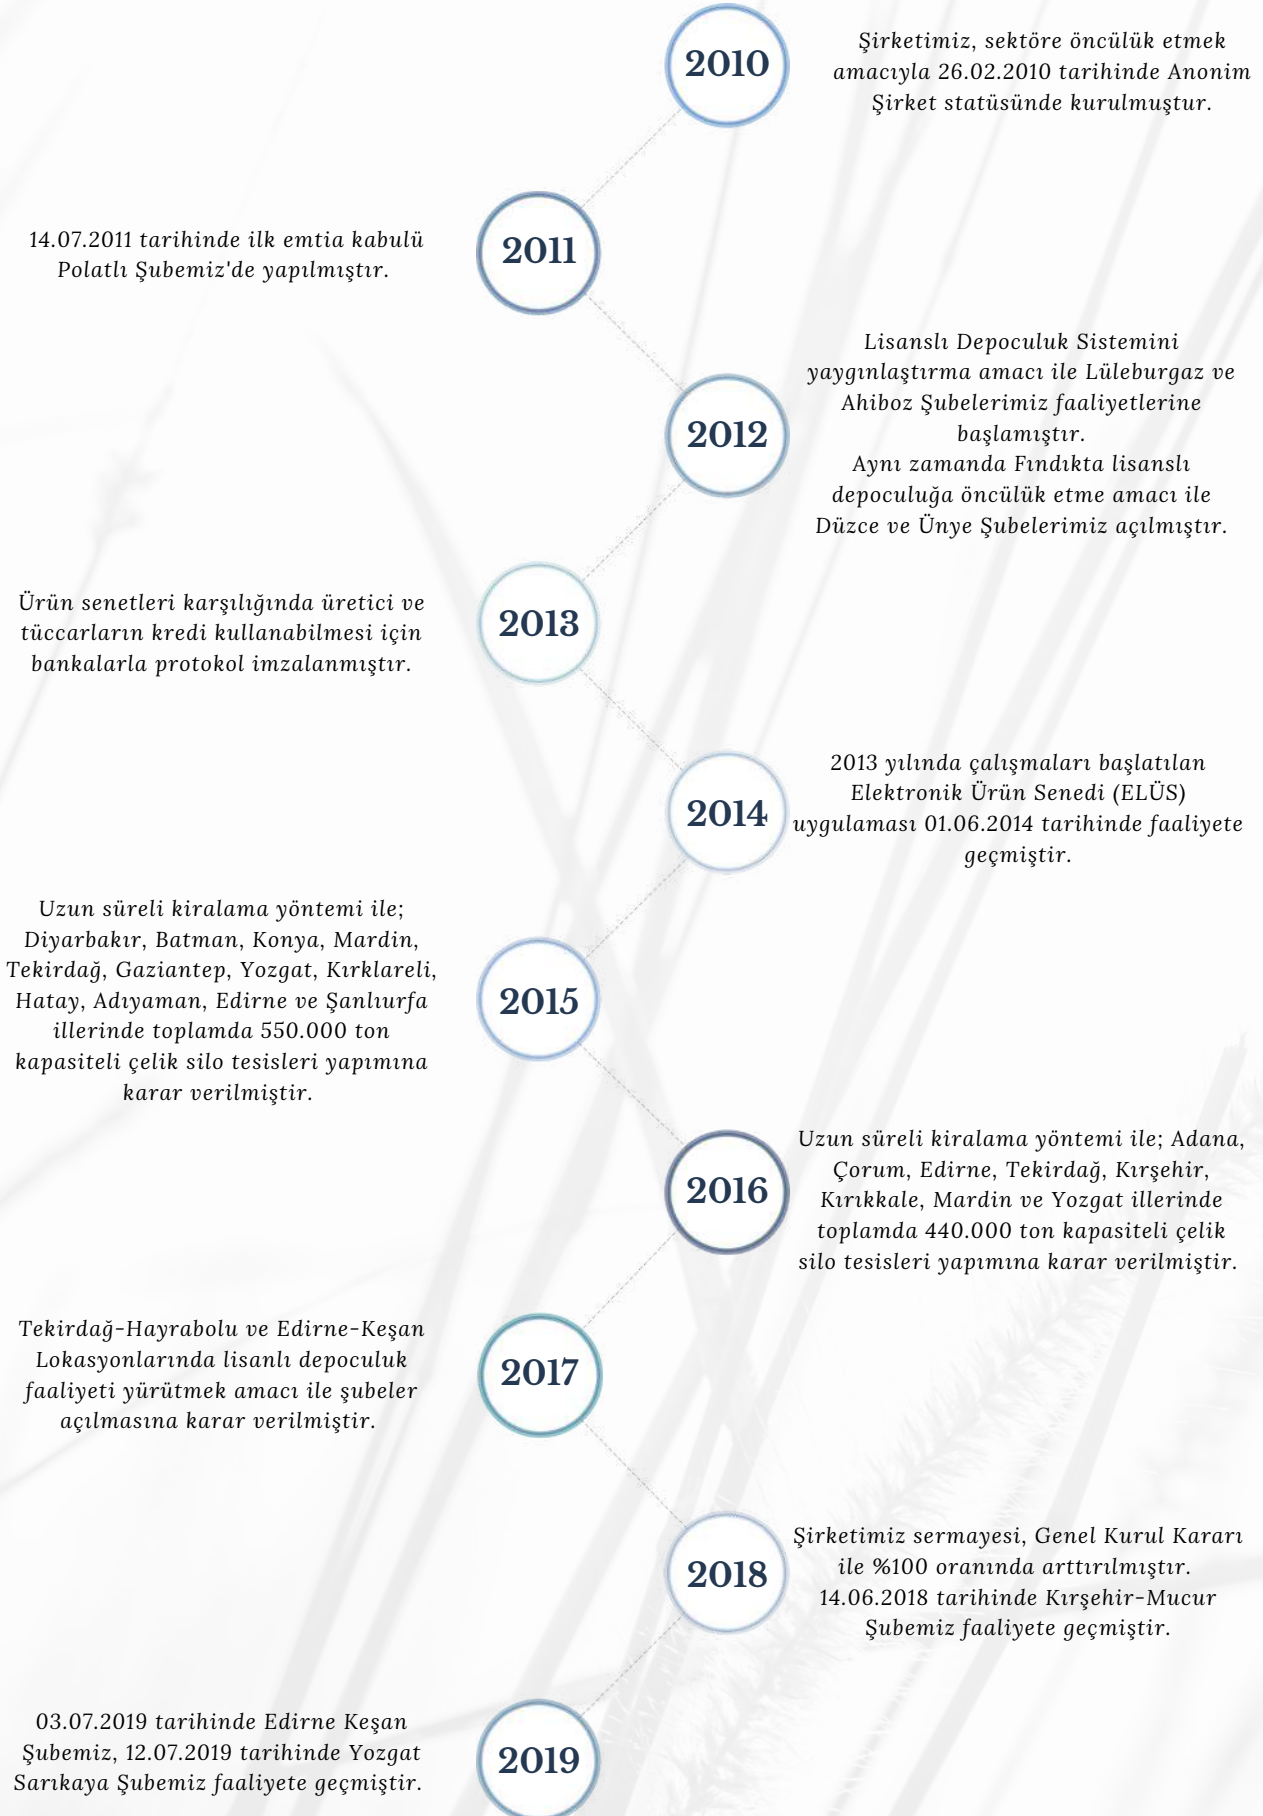 2010
Şirketimiz, sektöre öncülük etmek
amacıyla 26.02.2010 tarihinde Anonim
Şirket statüsünde kurulmuştur.
2011
14.07.2011 tarihinde ilk emtia kabulü
Polatlı Şubemiz'de yapılmıştır.
2012
Lisanslı Depoculuk Sistemini
yaygınlaştırma amacı ile Lüleburgaz ve
Ahiboz Şubelerimiz faaliyetlerine
başlamıştır.
Aynı zamanda Fındıkta lisanslı
depoculuğa öncülük etme amacı ile
Düzce ve Ünye Şubelerimiz açılmıştır.
2013
Ürün senetleri karşılığında üretici ve
tüccarların kredi kullanabilmesi için
bankalarla protokol imzalanmıştır.
2014
2013 yılında çalışmaları başlatılan
Elektronik Ürün Senedi (ELÜS)
uygulaması 01.06.2014 tarihinde faaliyete
geçmiştir.
2015
Uzun süreli kiralama yöntemi ile;
Diyarbakır, Batman, Konya, Mardin,
Tekirdağ, Gaziantep, Yozgat, Kırklareli,
Hatay, Adıyaman, Edirne ve Şanlıurfa
illerinde toplamda 550.000 ton
kapasiteli çelik silo tesisleri yapımına
karar verilmiştir.
2016
Uzun süreli kiralama yöntemi ile; Adana,
Çorum, Edirne, Tekirdağ, Kırşehir,
Kırıkkale, Mardin ve Yozgat illerinde
toplamda 440.000 ton kapasiteli çelik
silo tesisleri yapımına karar verilmiştir.
2017
Tekirdağ-Hayrabolu ve Edirne-Keşan
Lokasyonlarında lisanlı depoculuk
faaliyeti yürütmek amacı ile şubeler
açılmasına karar verilmiştir.
2018
Şirketimiz sermayesi, Genel Kurul Kararı
ile %100 oranında arttırılmıştır.
14.06.2018 tarihinde Kırşehir-Mucur
Şubemiz faaliyete geçmiştir.
2019
03.07.2019 tarihinde Edirne Keşan
Şubemiz, 12.07.2019 tarihinde Yozgat
Sarıkaya Şubemiz faaliyete geçmiştir.